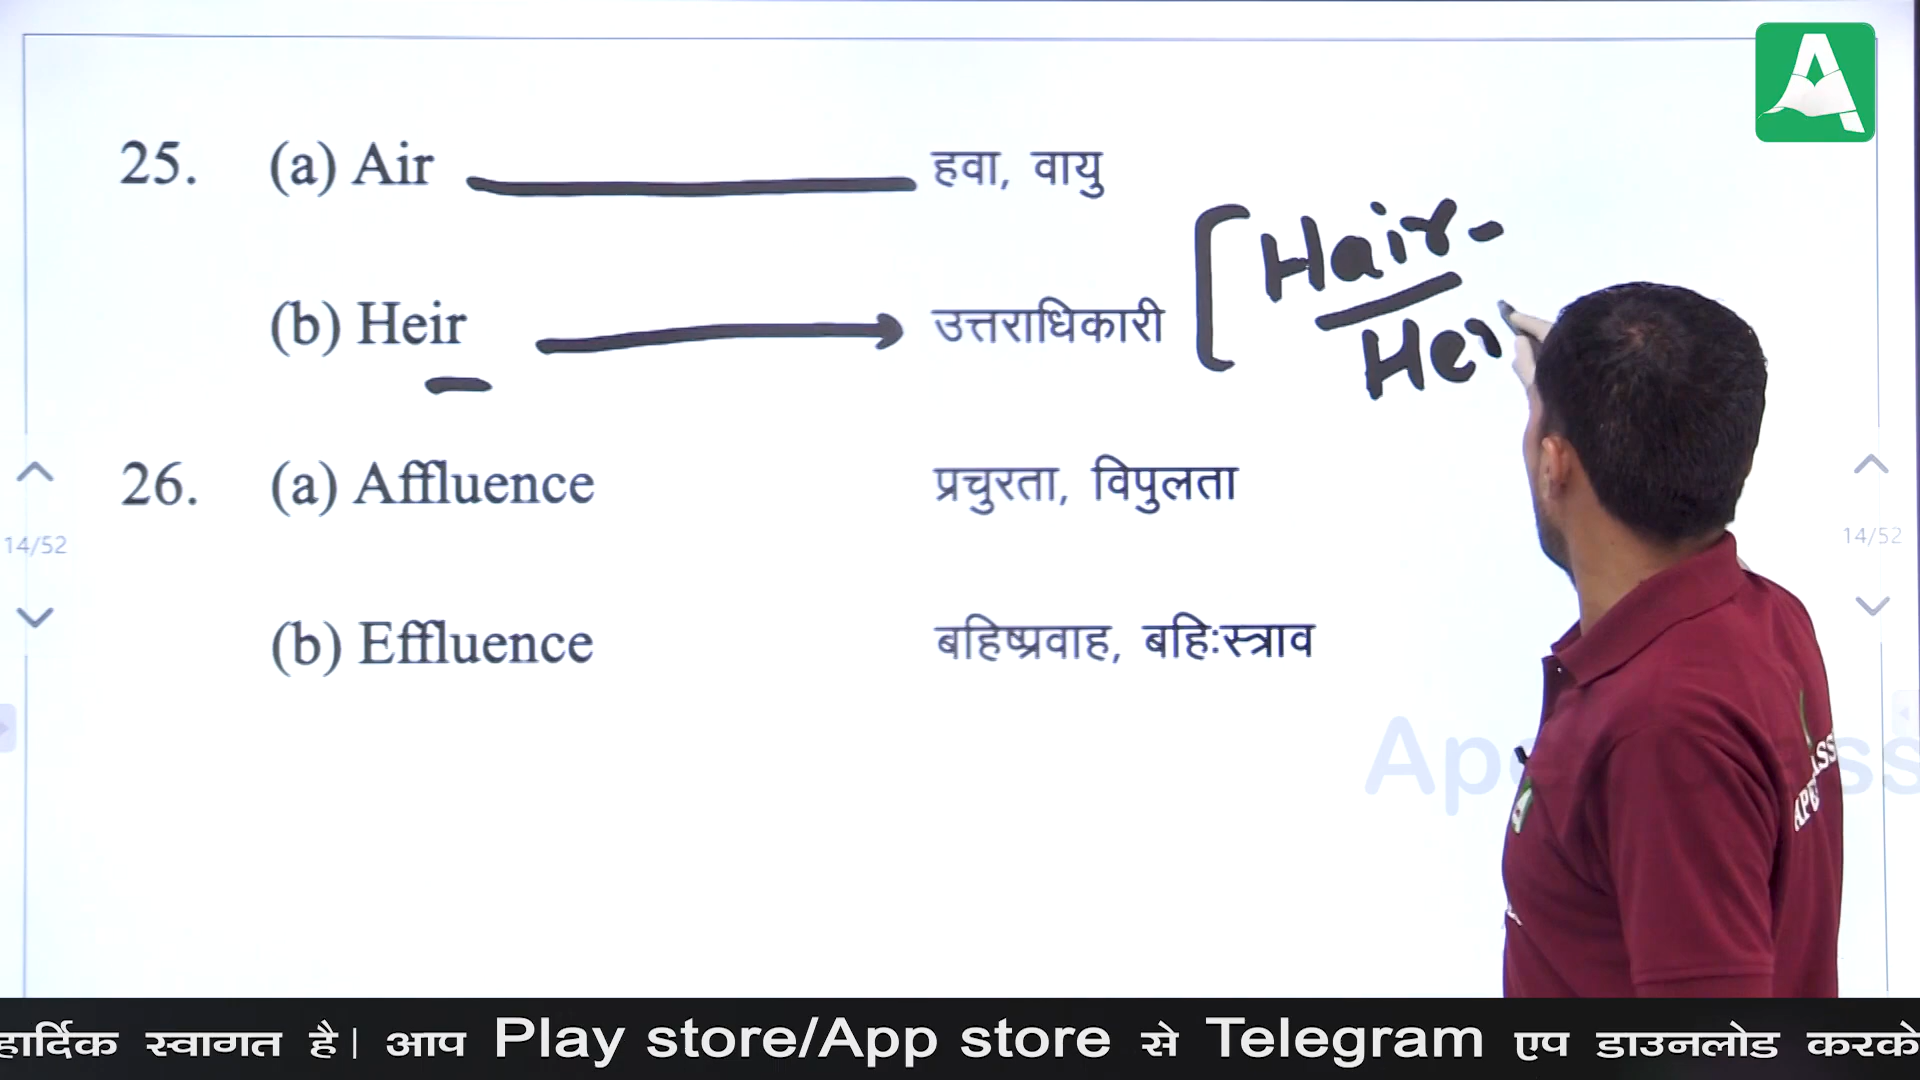 25. (a) Air हवा, वायु
Hair-
(b) Heir उत्तराधिकारी
26. (a) Affluence प्रचुरता, विपुलता
(b) Effluence बहिष्प्रवाह, बहिःस्त्राव
14/52
14/52
हार्दिक स्वागत है| आप Play store/App store से Telegram एप डाउनलोड करके